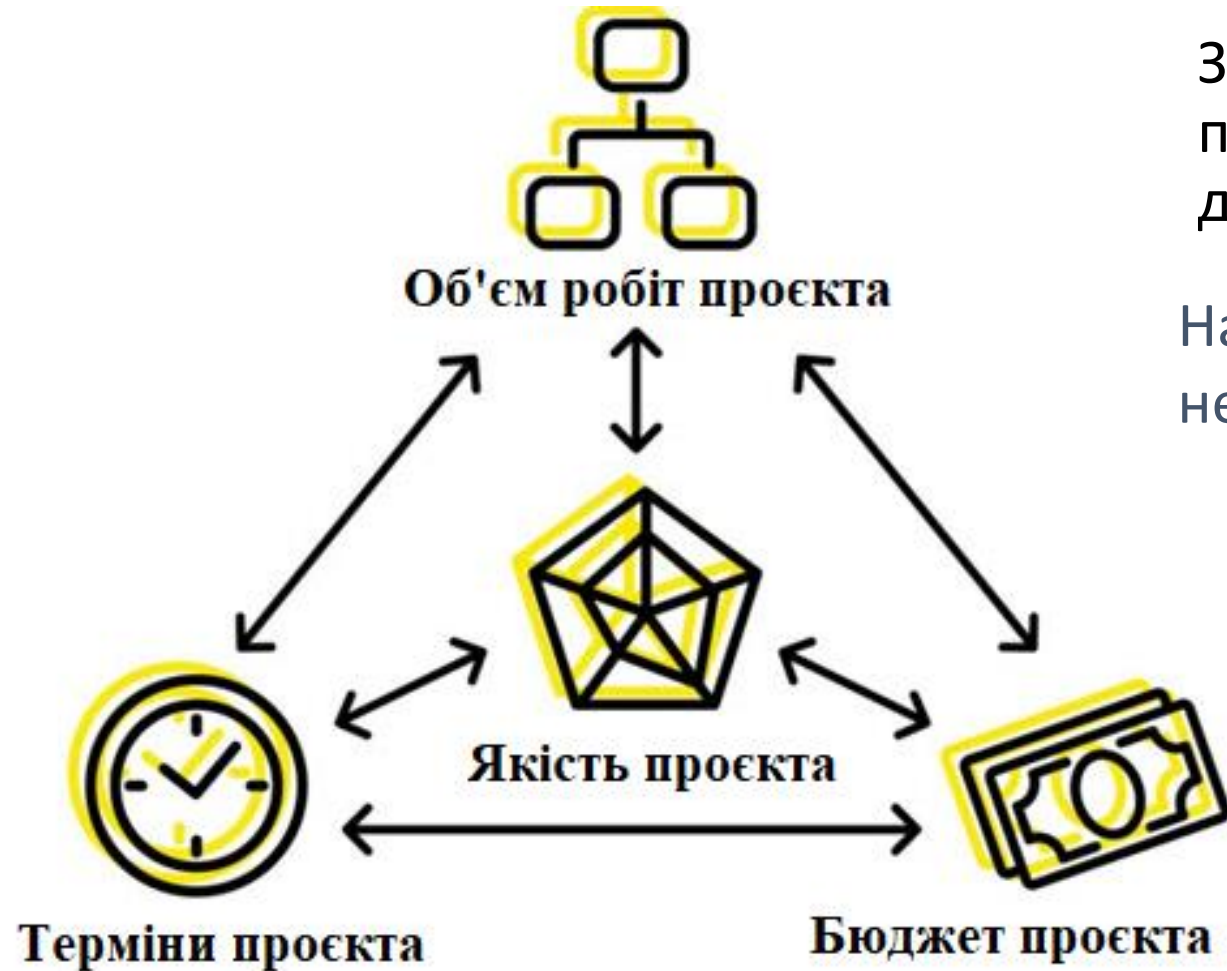 Об'єм робіт проєкта
Якість проєкта
Терміни проєкта
Бюджет проєкта